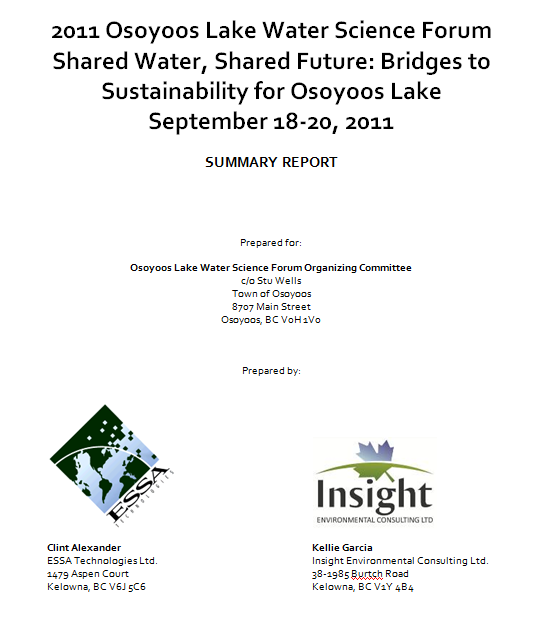 2011 Osoyoos Lake Water Science Forum
Shared Water, Shared Future: Bridges to
Sustainability for Osoyoos Lake
September 18-20, 2011
SUMMARY REPORT
Prepared for:
Osoyoos Lake Water Science Forum Organizing Committee
c/o Stu Wells
Town of Osoyoos
8707 Main Street
Osoyoos, BC V0H 1V0
Prepared by:
ESSA
TECHNOLOGIES
Insight
ENVIRONMENTAL CONSULTING LTD
Clint Alexander
ESSA Technologies Ltd.
1479 Aspen Court
Kelowna, BC V6J 5C6
Kellie Garcia
Insight Environmental Consulting Ltd.
38-1985 Burtch Road
Kelowna, BC V1Y 4B4